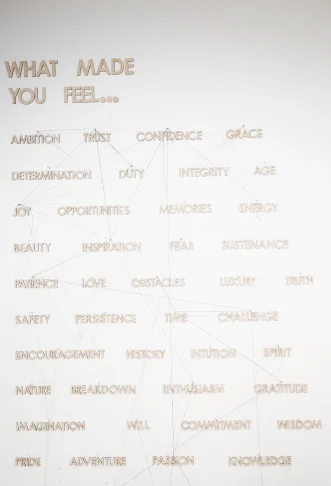 WHAT MADE
YOU FEEL...
AMBITION TRUST CONFIDENCE GRACE
DETERMINATION DUTY INTEGRITY AGE
JOY OPPORTUNITIES MEMORIES ENERGY
BEAUTY INSPIRATION FEAR SUSTENANCE
PATIENCE LOVE OBSTACLES LUXURY TRUTH
SAFETY PERSISTENCE TIME CHALLENGE
ENCOURAGEMENT HISTORY INTUITION SPIRIT
NATURE BREAKDOWN ENTHUSIASM GRATITUDE
IMAGINATION WILL COMMITMENT WISDOM
PRIDE ADVENTURE PASSION KNOWLEDGE